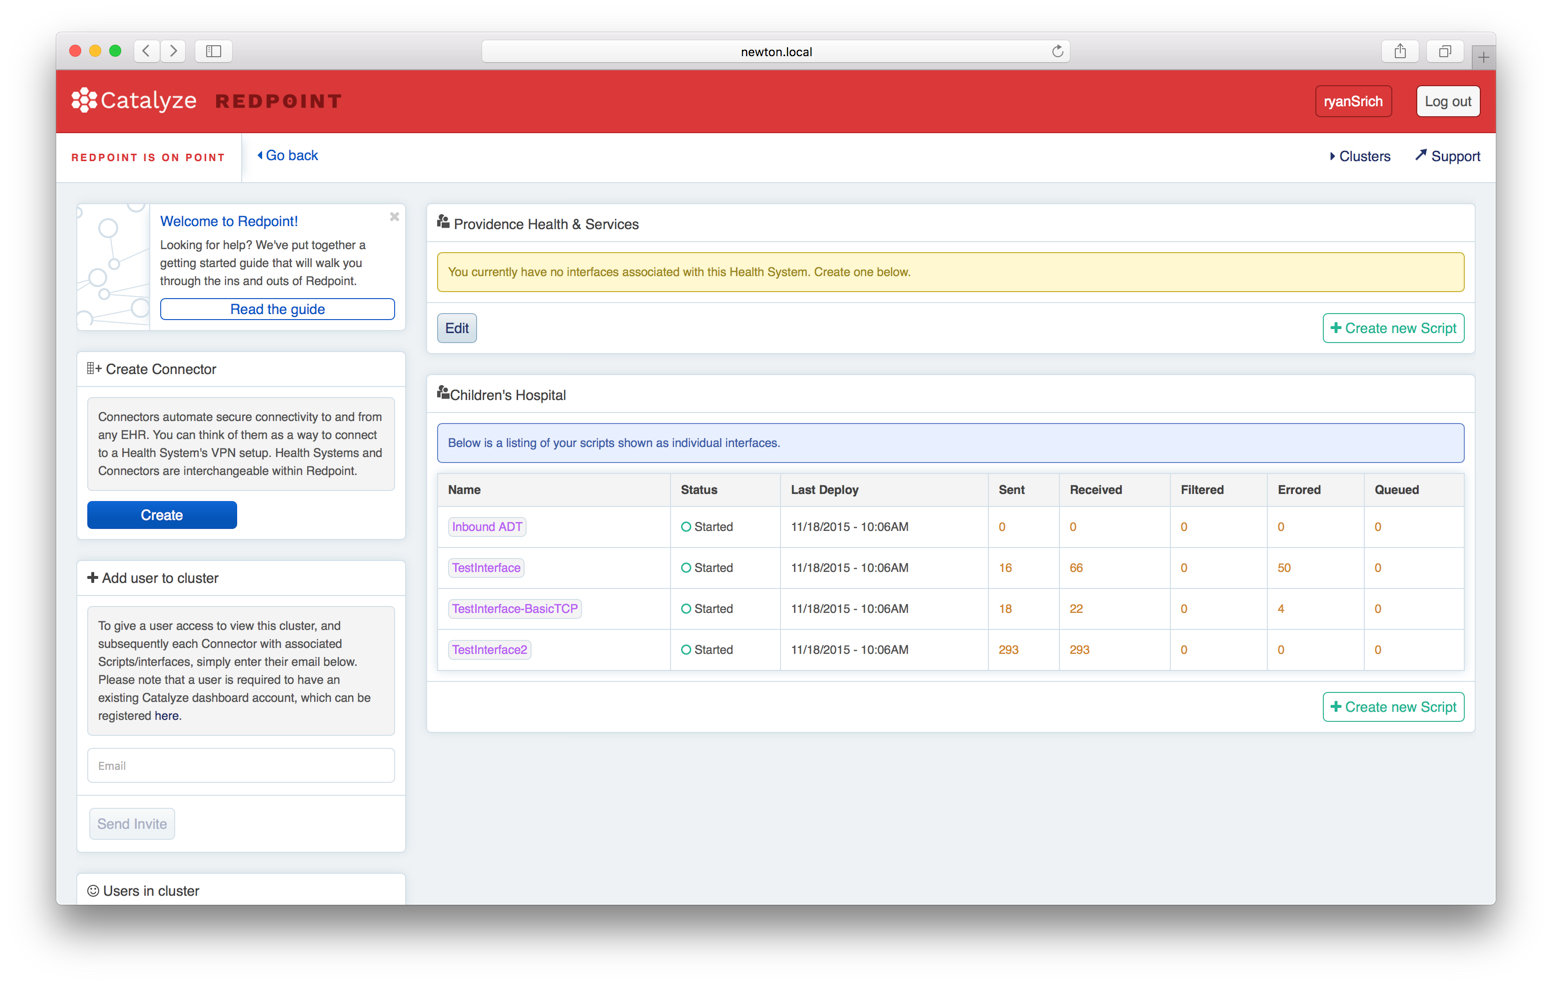 newton.local
Catalyze REDPOINT
ryanSrich
Log out
REDPOINT IS ON POINT
Go back
Clusters
Support
Welcome to Redpoint!
Looking for help? We've put together a
getting started guide that will walk you
through the ins and outs of Redpoint.
Read the guide
Create Connector
Connectors automate secure connectivity to and from
any EHR. You can think of them as a way to connect
to a Health System's VPN setup. Health Systems and
Connectors are interchangeable within Redpoint.
Create
Add user to cluster
To give a user access to view this cluster, and
subsequently each Connector with associated
Scripts/interfaces, simply enter their email below.
Please note that a user is required to have an
existing Catalyze dashboard account, which can be
registered here.
Email
Send Invite
Users in cluster
Providence Health & Services
You currently have no interfaces associated with this Health System. Create one below.
Edit
+ Create new Script
Children's Hospital
Below is a listing of your scripts shown as individual interfaces.
Name Status Last Deploy Sent Received Filtered Errored Queued
Inbound ADT Started 11/18/2015 - 10:06AM 0 0 0 0 0
TestInterface Started 11/18/2015 - 10:06AM 16 66 0 50 0
TestInterface-BasicTCP Started 11/18/2015 - 10:06AM 18 22 0 4 0
TestInterface2 Started 11/18/2015 - 10:06AM 293 293 0 0 0
+ Create new Script